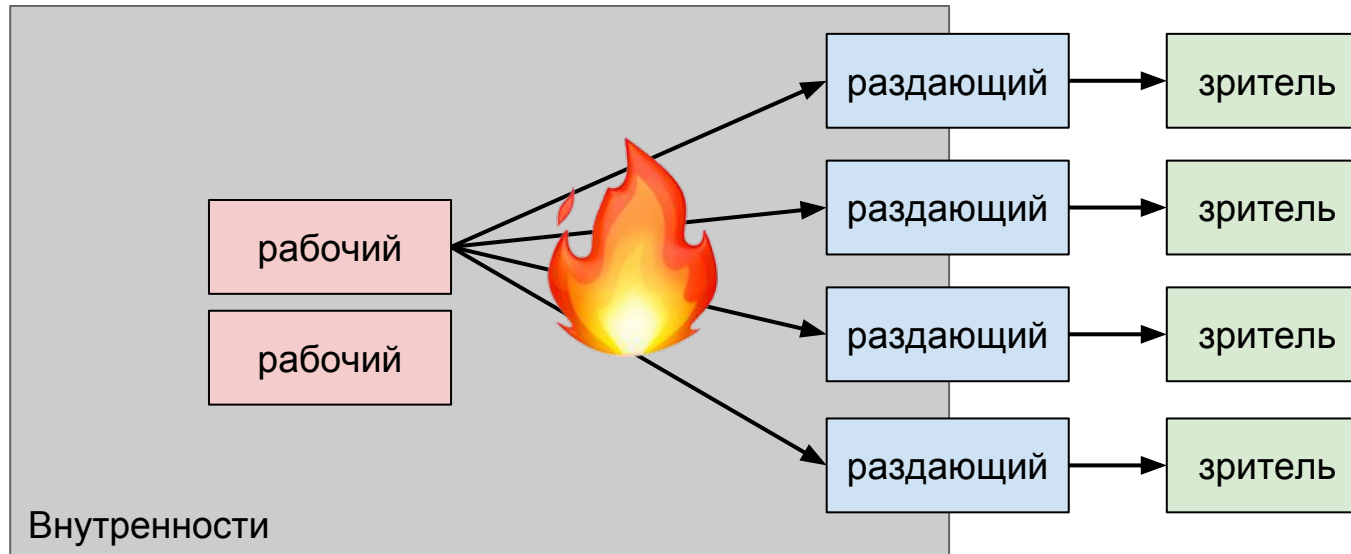 раздающий
зритель
раздающий
зритель
рабочий
раздающий
зритель
рабочий
раздающий
зритель
Внутренности